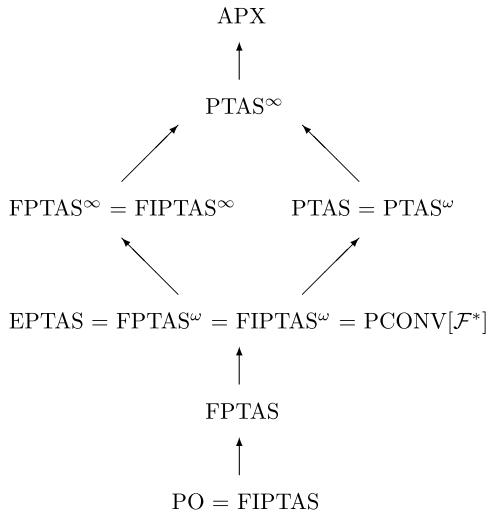 APX
PTAS^∞
FPTAS^∞ = FIPTAS^∞ PTAS = PTAS^ω
EPTAS = FPTAS^ω = FIPTAS^ω = PCONV[𝓕*]
FPTAS
PO = FIPTAS